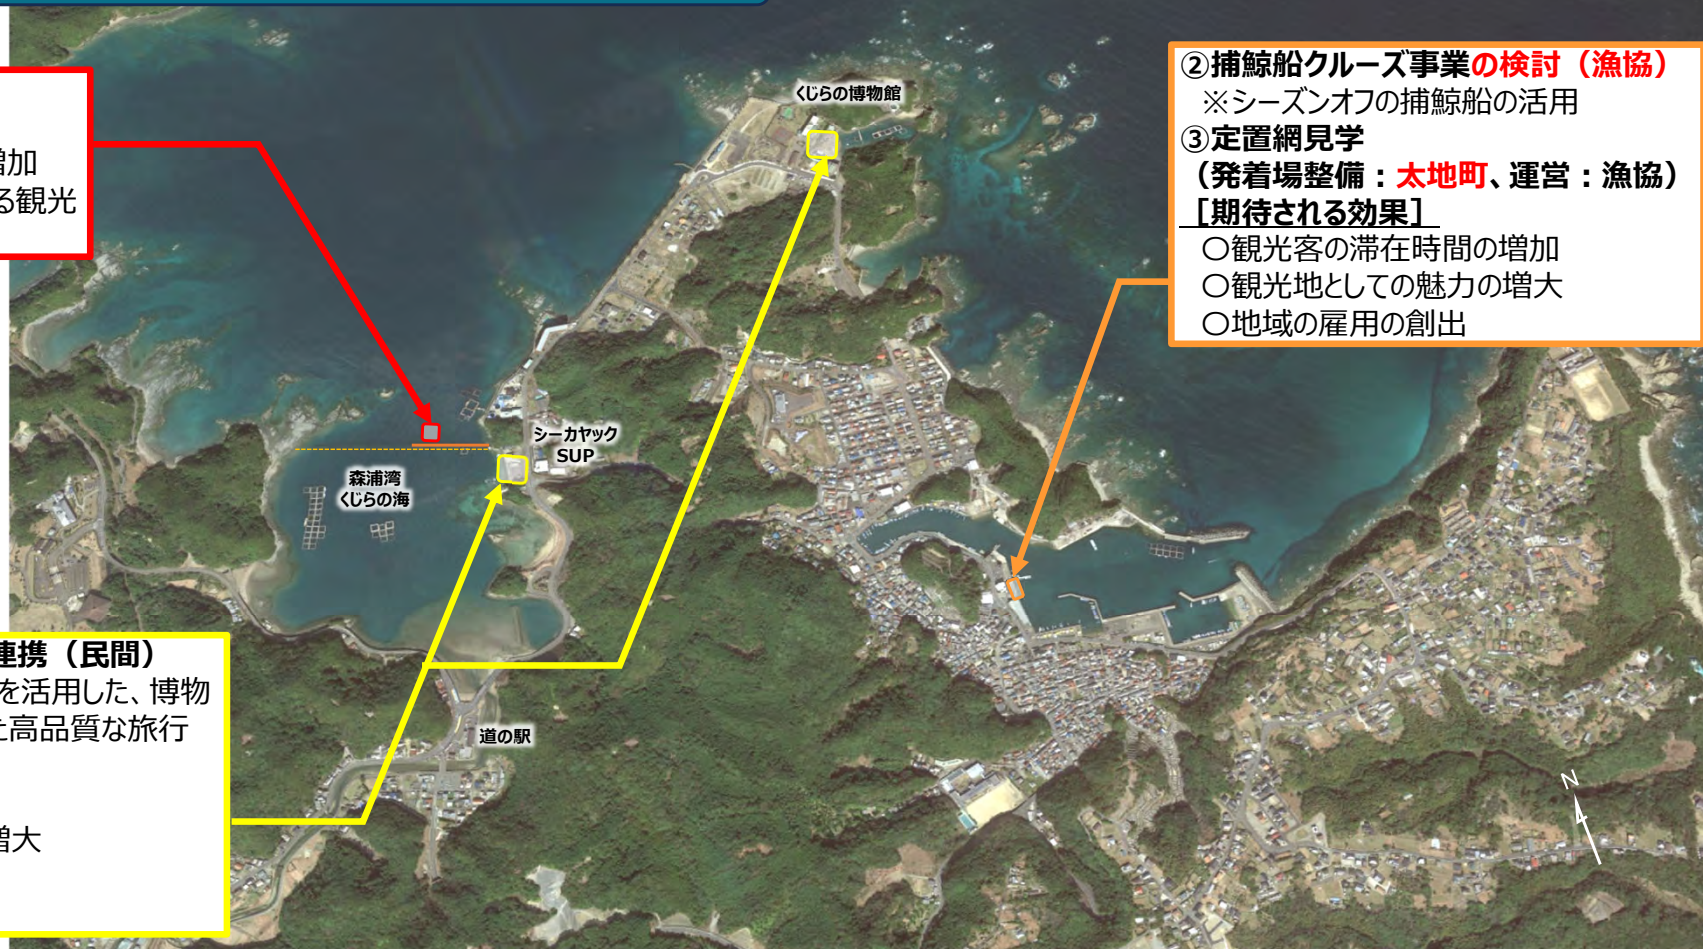 増加
る観光
くじらの博物館
②捕鯨船クルーズ事業の検討（漁協）
※シーズンオフの捕鯨船の活用
③定置網見学
（発着場整備：太地町、運営：漁協）
［期待される効果］
〇観光客の滞在時間の増加
〇観光地としての魅力の増大
〇地域の雇用の創出
シーカヤック
SUP
森浦湾
くじらの海
連携（民間）
を活用した、博物
た高品質な旅行
増大
道の駅
N